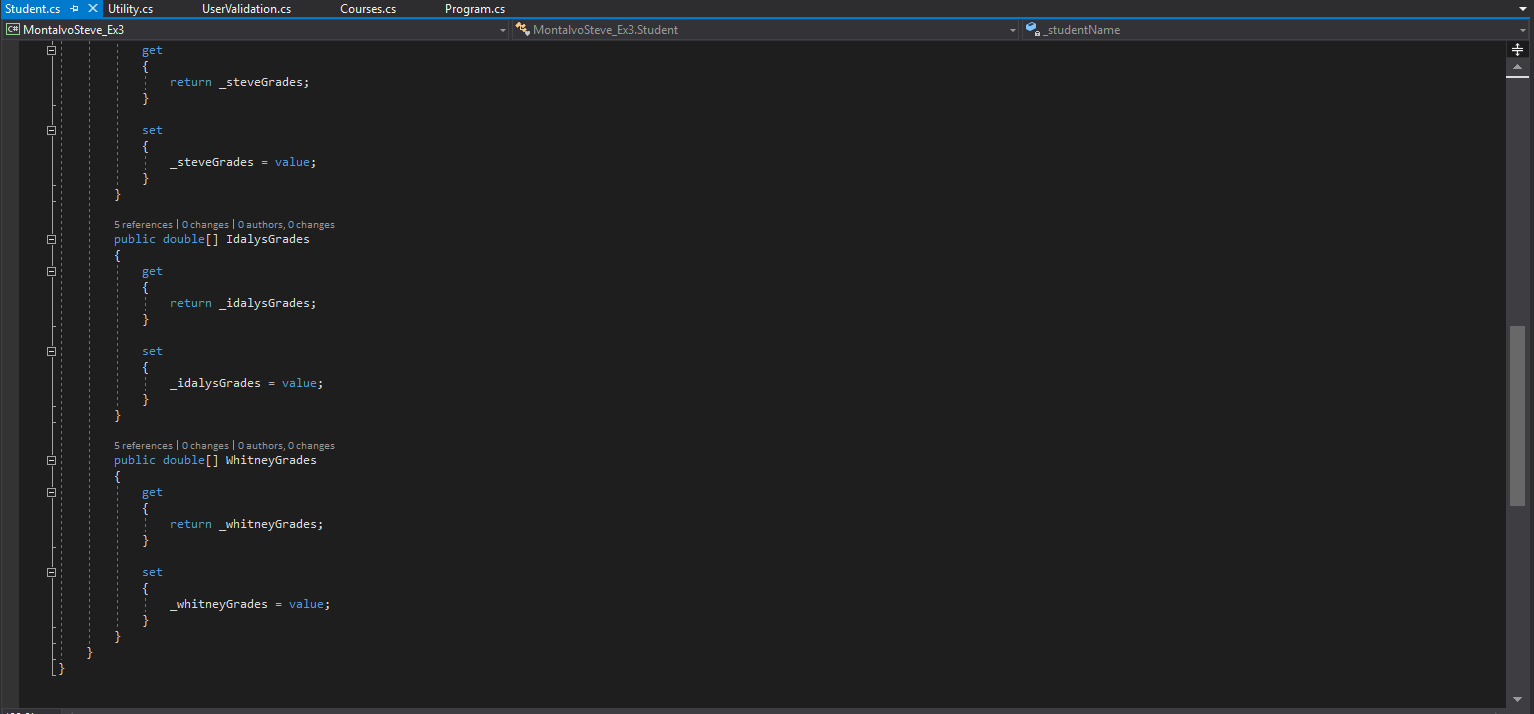 Student.cs Utility.cs UserValidation.cs Courses.cs Program.cs
C# MontalvoSteve_Ex3 MontalvoSteve_Ex3.Student _studentName
get
{
return _steveGrades;
}
set
{
_steveGrades = value;
}
}
5 references | 0 changes | 0 authors, 0 changes
public double[] IdalysGrades
{
get
{
return _idalysGrades;
}
set
{
_idalysGrades = value;
}
}
5 references | 0 changes | 0 authors, 0 changes
public double[] WhitneyGrades
{
get
{
return _whitneyGrades;
}
set
{
_whitneyGrades = value;
}
}
}
}